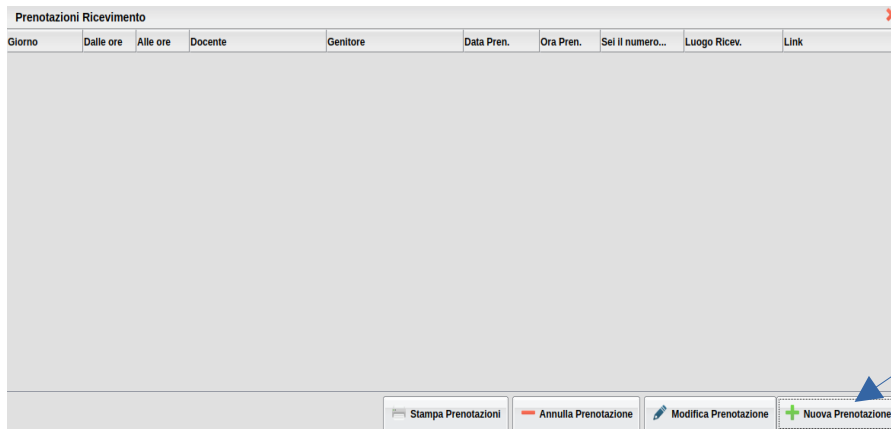 Prenotazioni Ricevimento
Giorno Dalle ore Alle ore Docente Genitore Data Pren. Ora Pren. Sei il numero... Luogo Ricev. Link
Stampa Prenotazioni Annulla Prenotazione Modifica Prenotazione Nuova Prenotazione